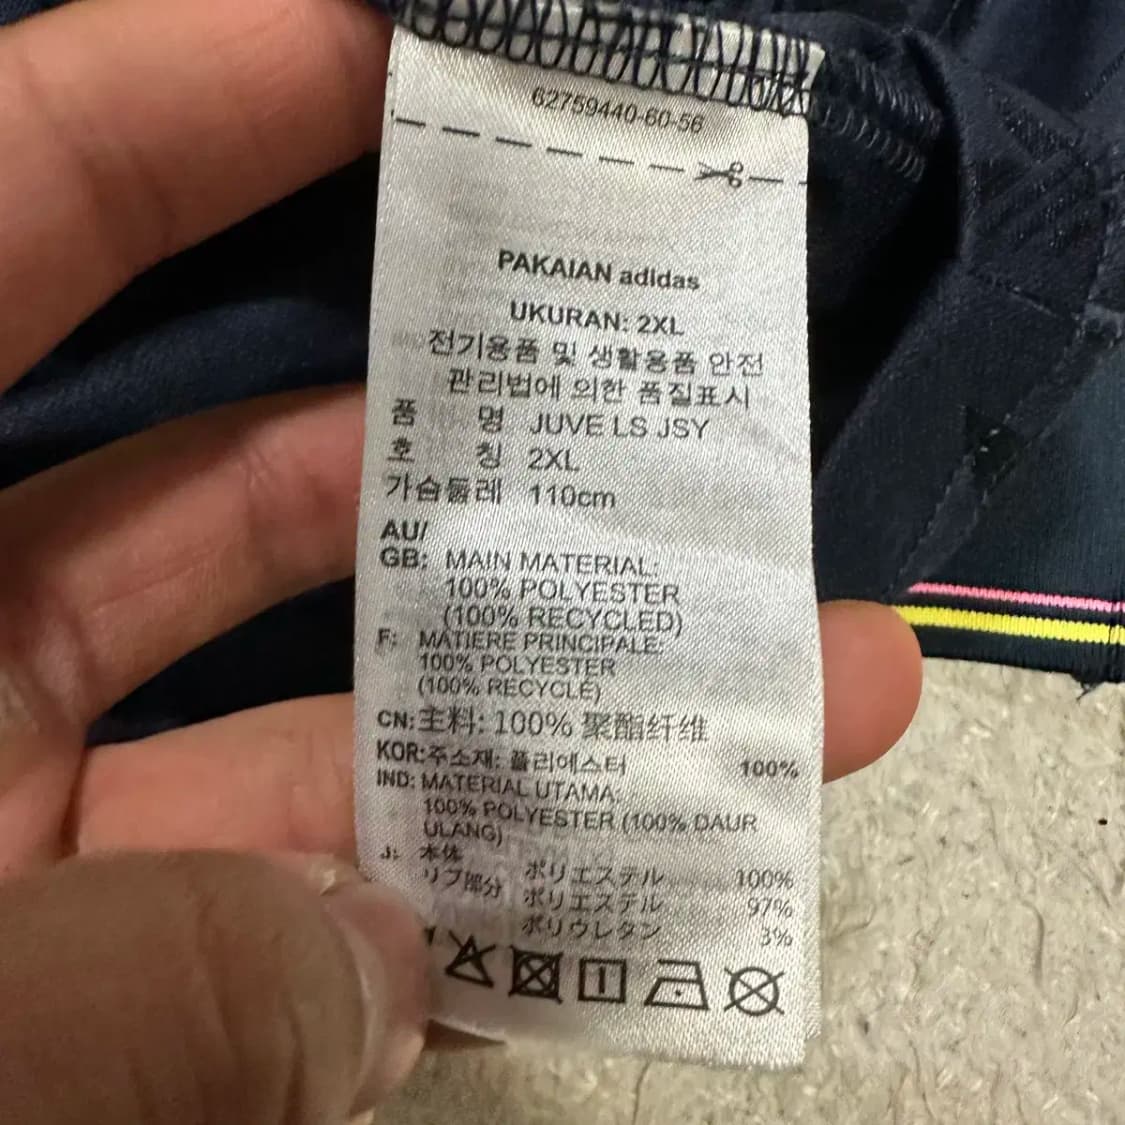 62759440-60-56
PAKAIAN adidas
UKURAN: 2XL
전기용품 및 생활용품 안전
관리법에 의한 품질표시
품 명 JUVE LS JSY
호 칭 2XL
가슴둘레 110cm
AU/
GB: MAIN MATERIAL:
100% POLYESTER
(100% RECYCLED)
F: MATIERE PRINCIPALE:
100% POLYESTER
(100% RECYCLE)
CN: 主料: 100% 聚酯纤维
KOR: 주소재: 폴리에스터 100%
IND: MATERIAL UTAMA:
100% POLYESTER (100% DAUR
ULANG)
J: 本体 ポリエステル 100%
リブ部分 ポリエステル 97%
ポリウレタン 3%